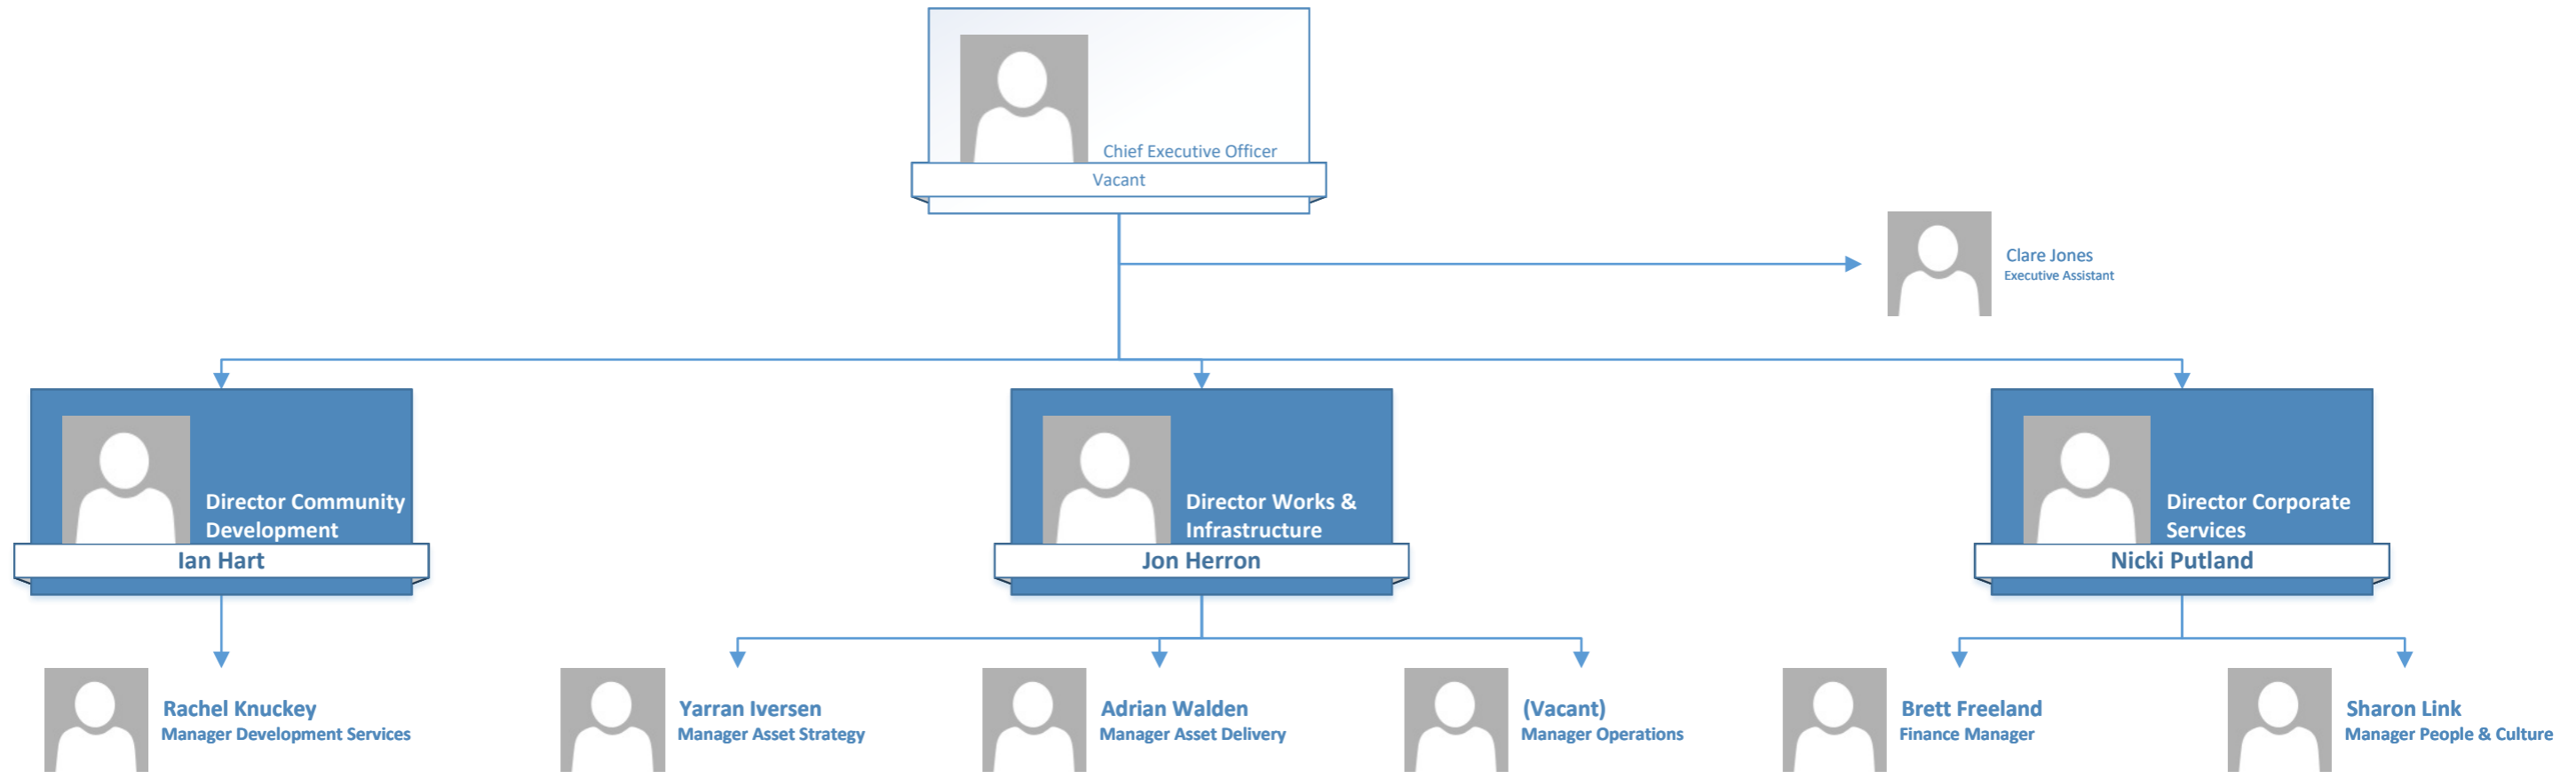 Chief Executive Officer
Vacant
Clare Jones
Executive Assistant
Director Community
Development
Ian Hart
Director Works &
Infrastructure
Jon Herron
Director Corporate
Services
Nicki Putland
Rachel Knuckey
Manager Development Services
Yarran Iversen
Manager Asset Strategy
Adrian Walden
Manager Asset Delivery
(Vacant)
Manager Operations
Brett Freeland
Finance Manager
Sharon Link
Manager People & Culture